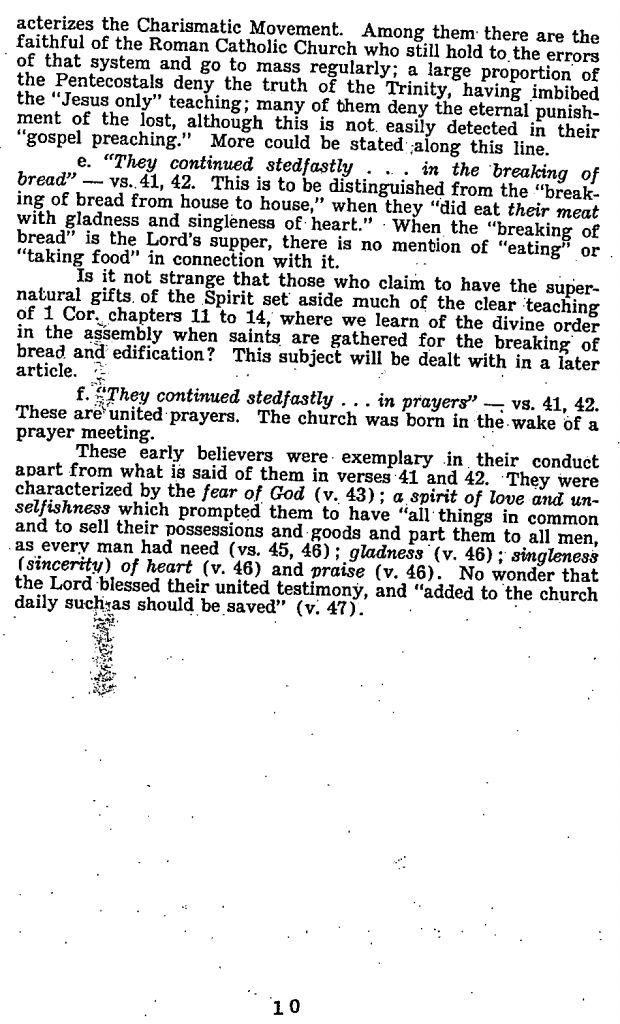 acterizes the Charismatic Movement. Among them there are the
faithful of the Roman Catholic Church who still hold to the errors
of that system and go to mass regularly; a large proportion of
the Pentecostals deny the truth of the Trinity, having imbibed
the "Jesus only" teaching; many of them deny the eternal punish-
ment of the lost, although this is not easily detected in their
"gospel preaching." More could be stated along this line.
e. "They continued stedfastly . . . in the breaking of
bread" — vs. 41, 42. This is to be distinguished from the "break-
ing of bread from house to house," when they "did eat their meat
with gladness and singleness of heart." When the "breaking of
bread" is the Lord's supper, there is no mention of "eating" or
"taking food" in connection with it.
Is it not strange that those who claim to have the super-
natural gifts of the Spirit set aside much of the clear teaching
of 1 Cor. chapters 11 to 14, where we learn of the divine order
in the assembly when saints are gathered for the breaking of
bread and edification? This subject will be dealt with in a later
article.
f. "They continued stedfastly . . . in prayers" — vs. 41, 42.
These are united prayers. The church was born in the wake of a
prayer meeting.
These early believers were exemplary in their conduct
apart from what is said of them in verses 41 and 42. They were
characterized by the fear of God (v. 43); a spirit of love and un-
selfishness which prompted them to have "all things in common
and to sell their possessions and goods and part them to all men,
as every man had need (vs. 45, 46); gladness (v. 46); singleness
(sincerity) of heart (v. 46) and praise (v. 46). No wonder that
the Lord blessed their united testimony, and "added to the church
daily such as should be saved" (v. 47).
10